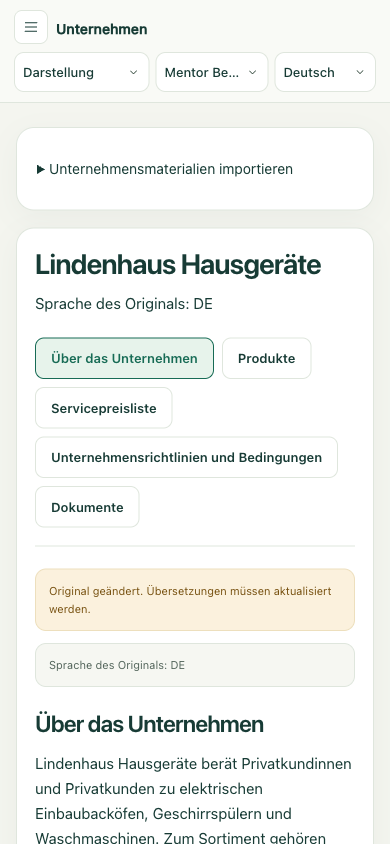 Unternehmen
Darstellung
Mentor Be...
Deutsch
Unternehmensmaterialien importieren
Lindenhaus Hausgeräte
Sprache des Originals: DE
Über das Unternehmen
Produkte
Servicepreisliste
Unternehmensrichtlinien und Bedingungen
Dokumente
Original geändert. Übersetzungen müssen aktualisiert
werden.
Sprache des Originals: DE
Über das Unternehmen
Lindenhaus Hausgeräte berät Privatkundinnen
und Privatkunden zu elektrischen
Einbaubacköfen, Geschirrspülern und
Waschmaschinen. Zum Sortiment gehören